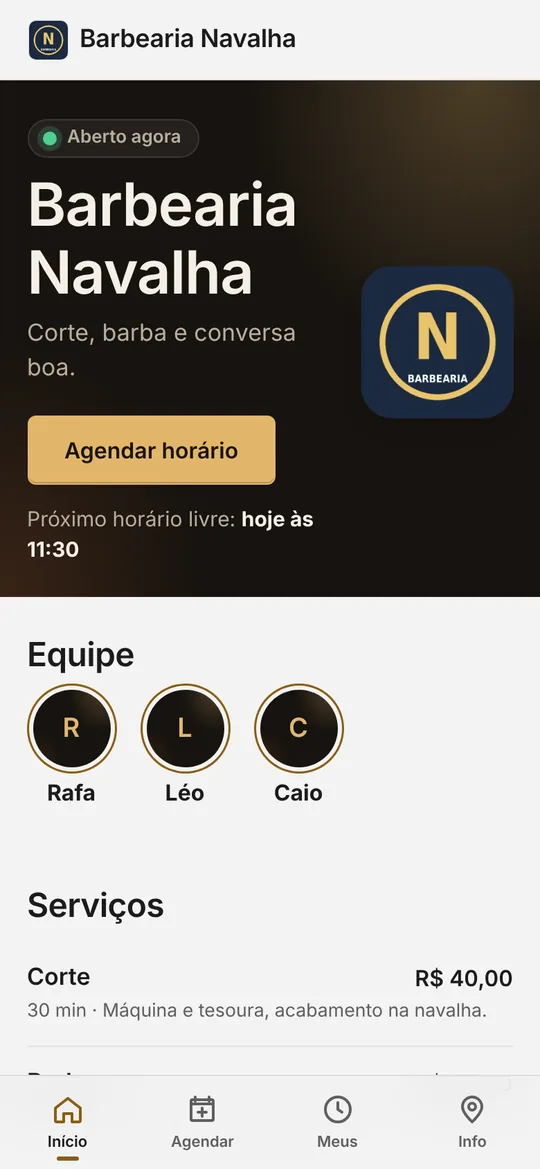 N
BARBEARIA
Barbearia Navalha
Aberto agora
Barbearia
Navalha
Corte, barba e conversa
boa.
N
BARBEARIA
Agendar horário
Próximo horário livre: hoje às
11:30
Equipe
R
L
C
Rafa
Léo
Caio
Serviços
Corte
R$ 40,00
30 min · Máquina e tesoura, acabamento na navalha.
Início
Agendar
Meus
Info